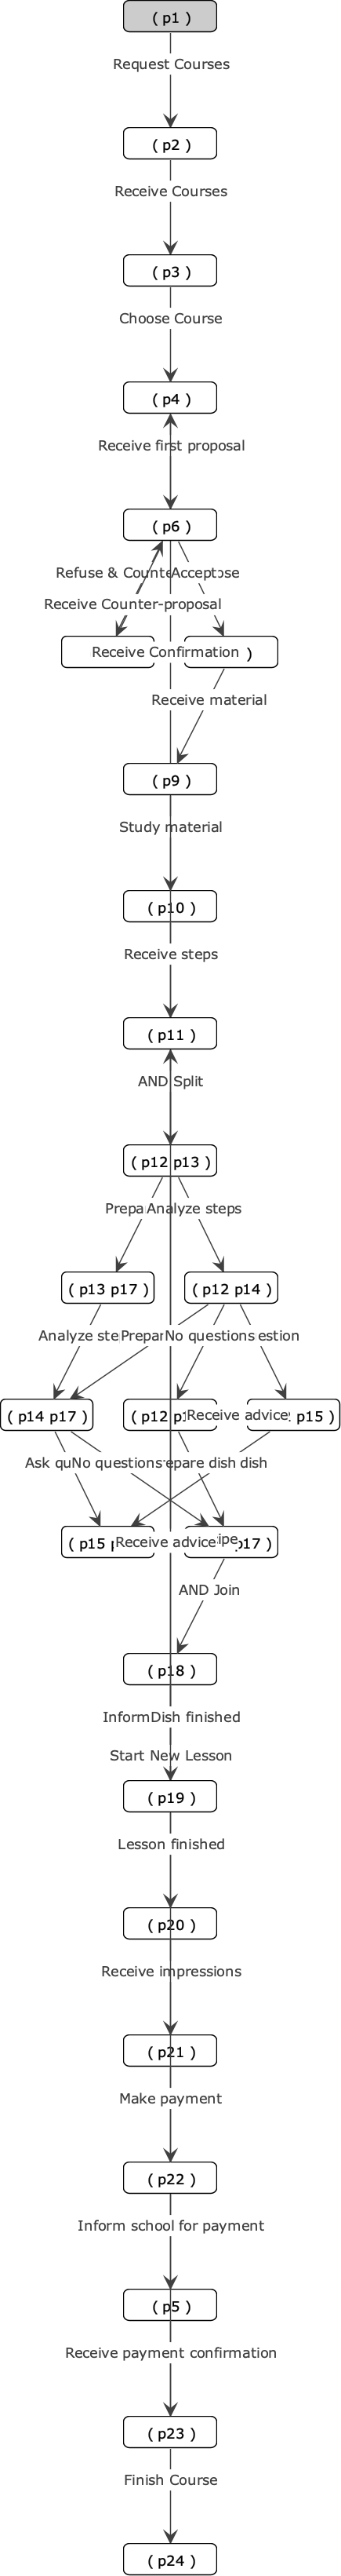 ( p1 )
Request Courses
( p2 )
Receive Courses
( p3 )
Choose Course
( p4 )
Receive first proposal
( p6 )
Refuse & Counte
Accept
ose
Receive Counter-proposal
Receive Confirmation
)
Receive material
( p9 )
Study material
( p10 )
Receive steps
( p11 )
AND Split
( p12 p13 )
Prepa
Analyze steps
( p13 p17 )
( p12 p14 )
Analyze ste
Prepar
No questions
estion
( p14 p17 )
( p12 p
Receive advice
p15 )
Ask qu
No questions
epare dish
dish
( p15 p
Receive advice
ipe
p17 )
AND Join
( p18 )
InformDish finished
Start New Lesson
( p19 )
Lesson finished
( p20 )
Receive impressions
( p21 )
Make payment
( p22 )
Inform school for payment
( p5 )
Receive payment confirmation
( p23 )
Finish Course
( p24 )